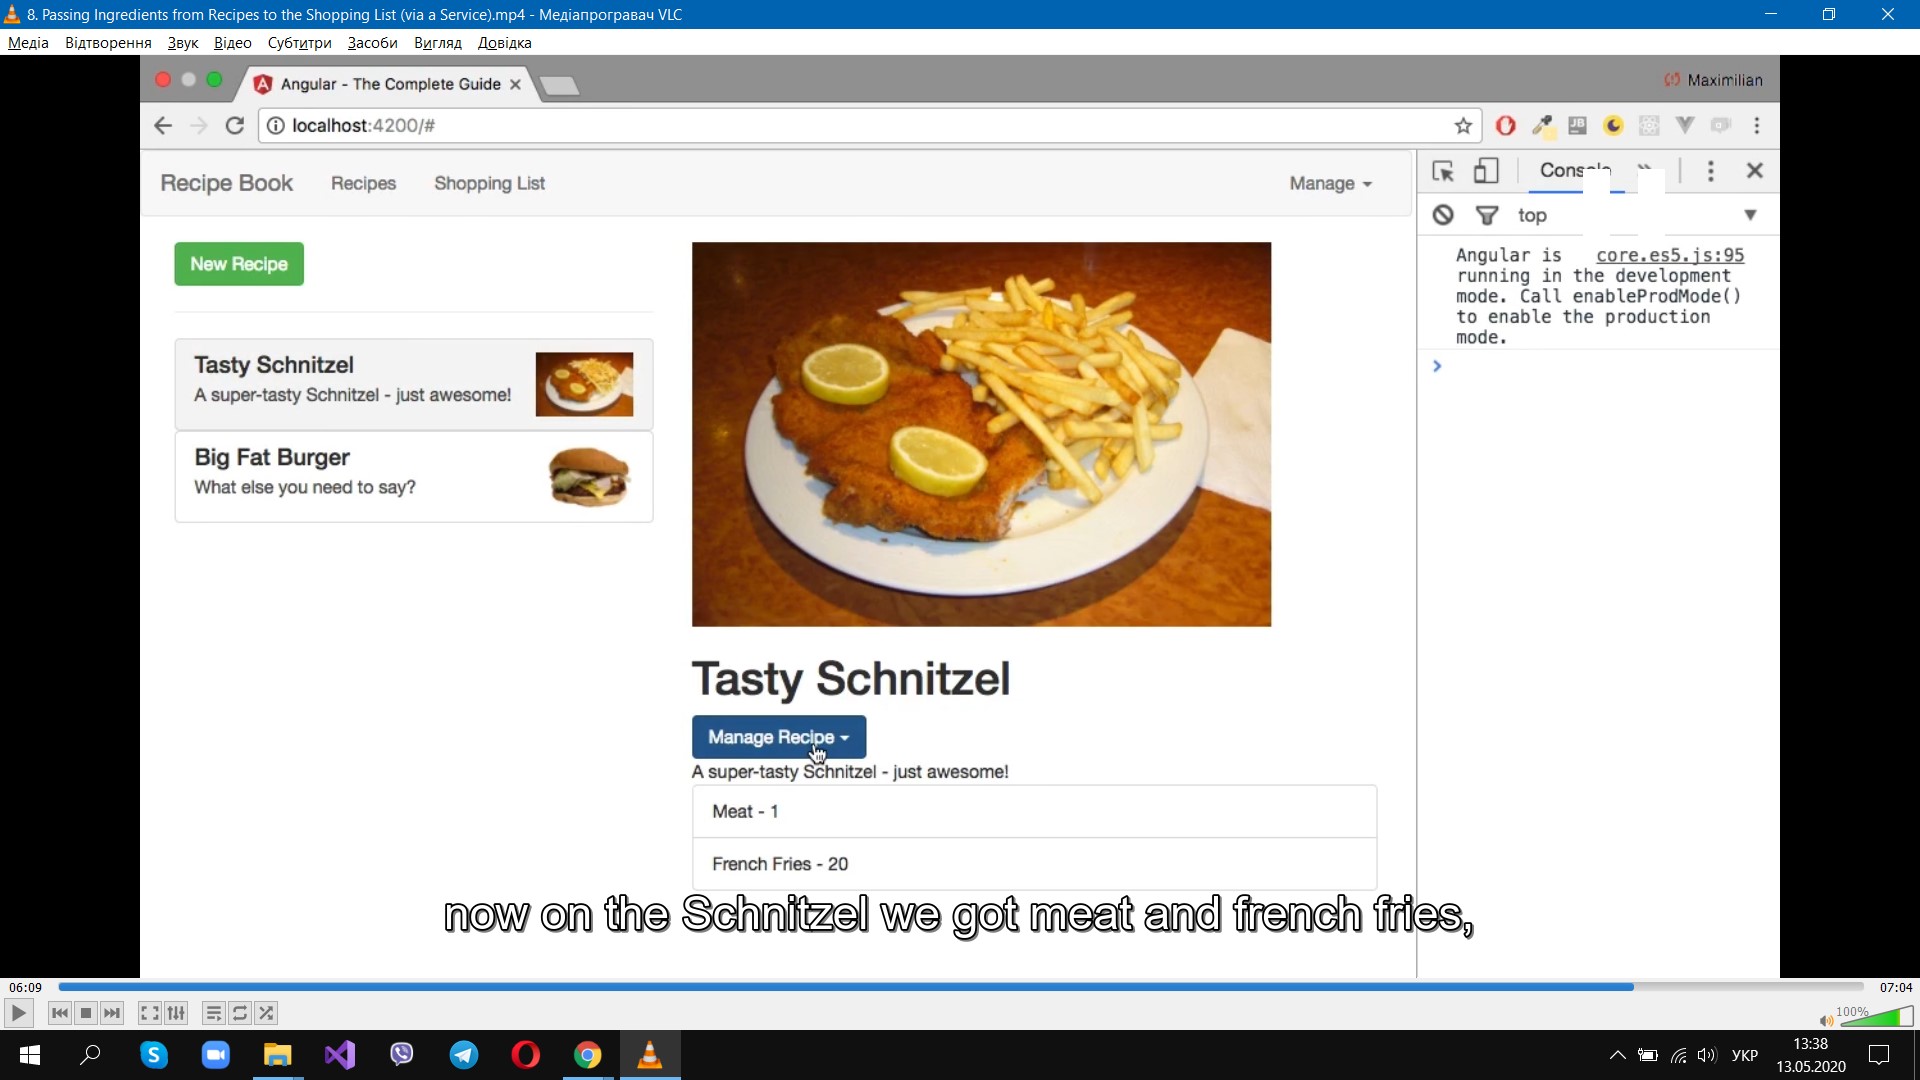 8. Passing Ingredients from Recipes to the Shopping List (via a Service).mp4 - Медіапрогравач VLC
Медіа Відтворення Звук Відео Субтитри Засоби Вигляд Довідка
Angular - The Complete Guide
Maximilian
localhost:4200/#
JB
Recipe Book Recipes Shopping List Manage
Console
top
New Recipe
Angular is core.es5.js:95
running in the development
mode. Call enableProdMode()
to enable the production
mode.
Tasty Schnitzel
A super-tasty Schnitzel - just awesome!
Big Fat Burger
What else you need to say?
Tasty Schnitzel
Manage Recipe
A super-tasty Schnitzel - just awesome!
Meat - 1
French Fries - 20
now on the Schnitzel we got meat and french fries,
06:09
07:04
100%
УКР
13:38
13.05.2020